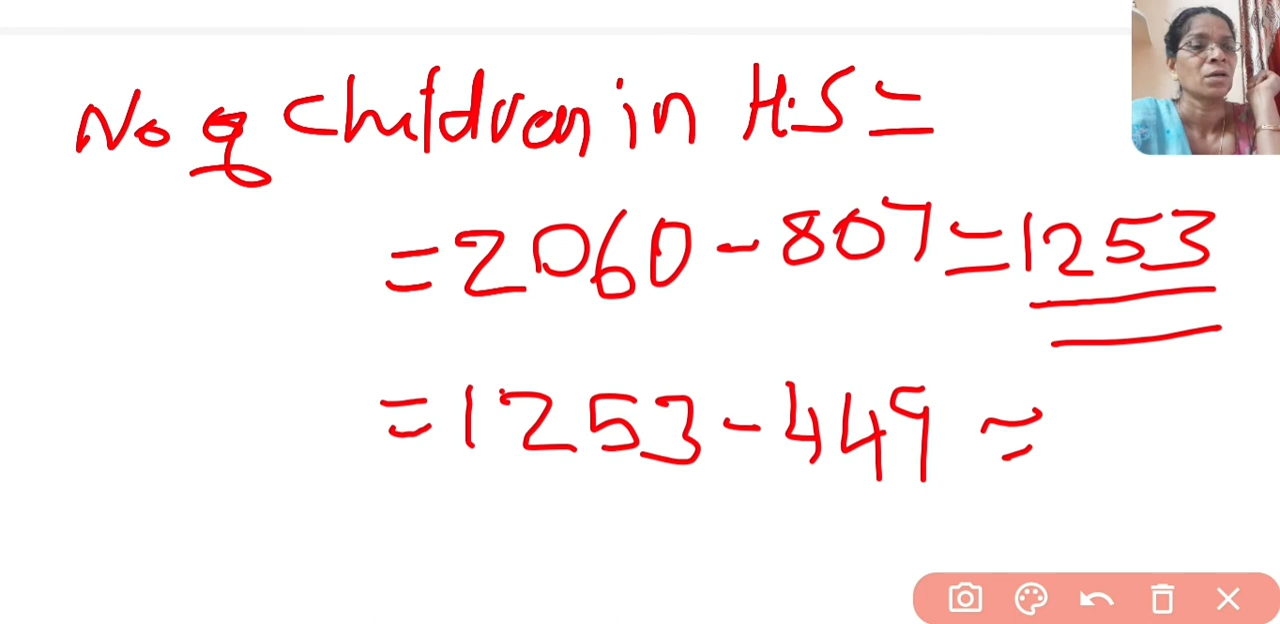 No of children in H.S =
= 2060 - 807 = 1253
= 1253 - 449 =